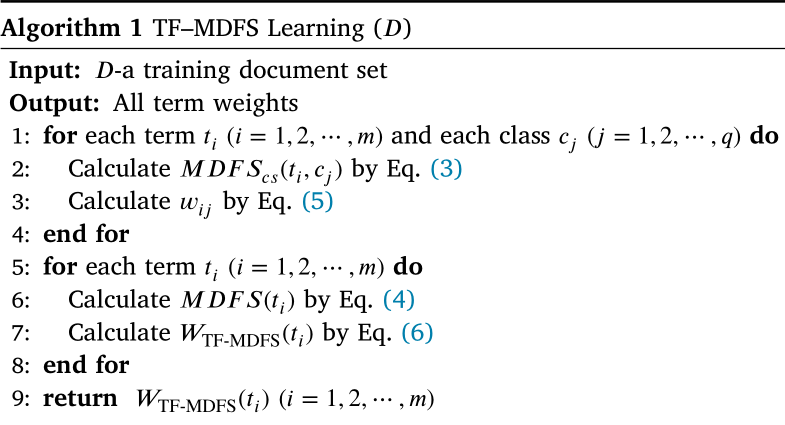 Algorithm 1 TF–MDFS Learning (D)
Input: D-a training document set
Output: All term weights
1: for each term t_i (i = 1, 2, ⋯ , m) and each class c_j (j = 1, 2, ⋯ , q) do
2: Calculate MDFS_cs(t_i, c_j) by Eq. (3)
3: Calculate w_ij by Eq. (5)
4: end for
5: for each term t_i (i = 1, 2, ⋯ , m) do
6: Calculate MDFS(t_i) by Eq. (4)
7: Calculate W_TF-MDFS(t_i) by Eq. (6)
8: end for
9: return W_TF-MDFS(t_i) (i = 1, 2, ⋯ , m)